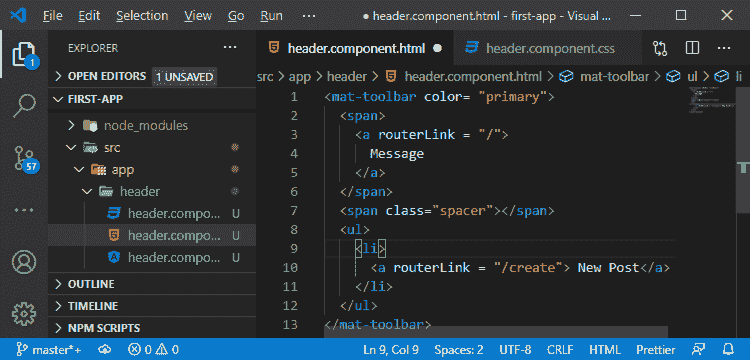 File Edit Selection View Go Run ··· ● header.component.html - first-app - Visual ...
EXPLORER ···
1
OPEN EDITORS 1 UNSAVED
FIRST-APP
node_modules
src
app
header
header.compo... U
header.compo... U
header.compo... U
OUTLINE
TIMELINE
NPM SCRIPTS
57
header.component.html ● header.component.css ···
src > app > header > header.component.html > mat-toolbar > ul > li
1 <mat-toolbar color= "primary">
2 <span>
3 <a routerLink = "/">
4 Message
5 </a>
6 </span>
7 <span class="spacer"></span>
8 <ul>
9 <li>
10 <a routerLink = "/create"> New Post</a>
11 </li>
12 </ul>
13 </mat-toolbar>
master*+ 0 0 Ln 9, Col 9 Spaces: 2 UTF-8 CRLF HTML Prettier